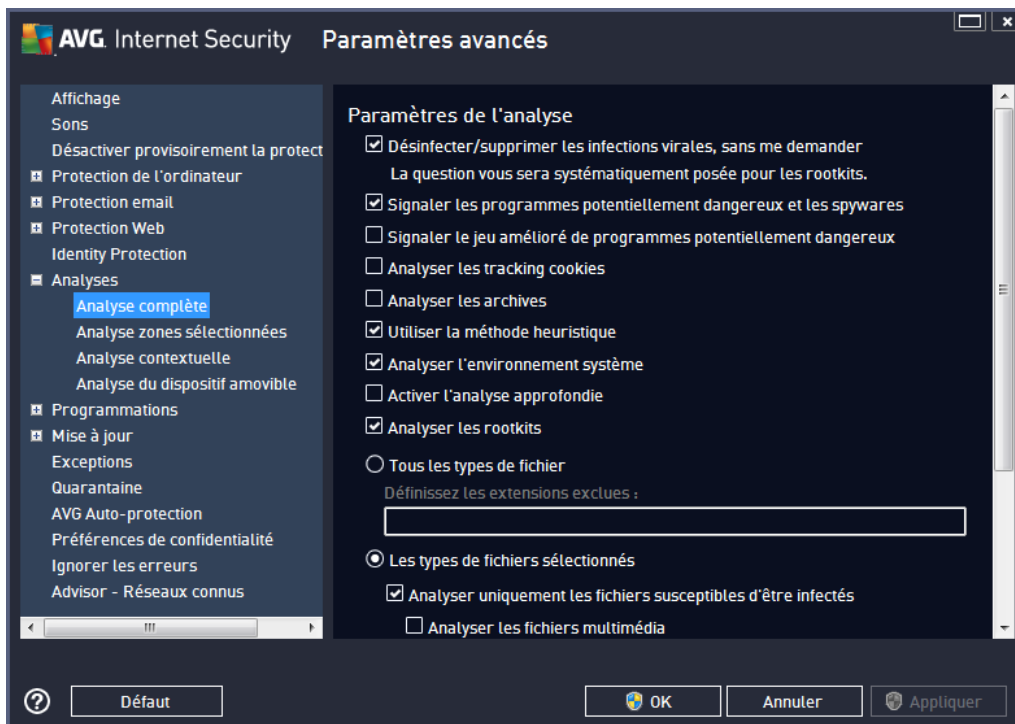 AVG. Internet Security
Paramètres avancés
Affichage
Sons
Désactiver provisoirement la protect
Protection de l'ordinateur
Protection email
Protection Web
Identity Protection
Analyses
Analyse complète
Analyse zones sélectionnées
Analyse contextuelle
Analyse du dispositif amovible
Programmations
Mise à jour
Exceptions
Quarantaine
AVG Auto-protection
Préférences de confidentialité
Ignorer les erreurs
Advisor - Réseaux connus
Paramètres de l'analyse
Désinfecter/supprimer les infections virales, sans me demander
La question vous sera systématiquement posée pour les rootkits.
Signaler les programmes potentiellement dangereux et les spywares
Signaler le jeu amélioré de programmes potentiellement dangereux
Analyser les tracking cookies
Analyser les archives
Utiliser la méthode heuristique
Analyser l'environnement système
Activer l'analyse approfondie
Analyser les rootkits
Tous les types de fichier
Définissez les extensions exclues :
Les types de fichiers sélectionnés
Analyser uniquement les fichiers susceptibles d'être infectés
Analyser les fichiers multimédia
Défaut
OK
Annuler
Appliquer